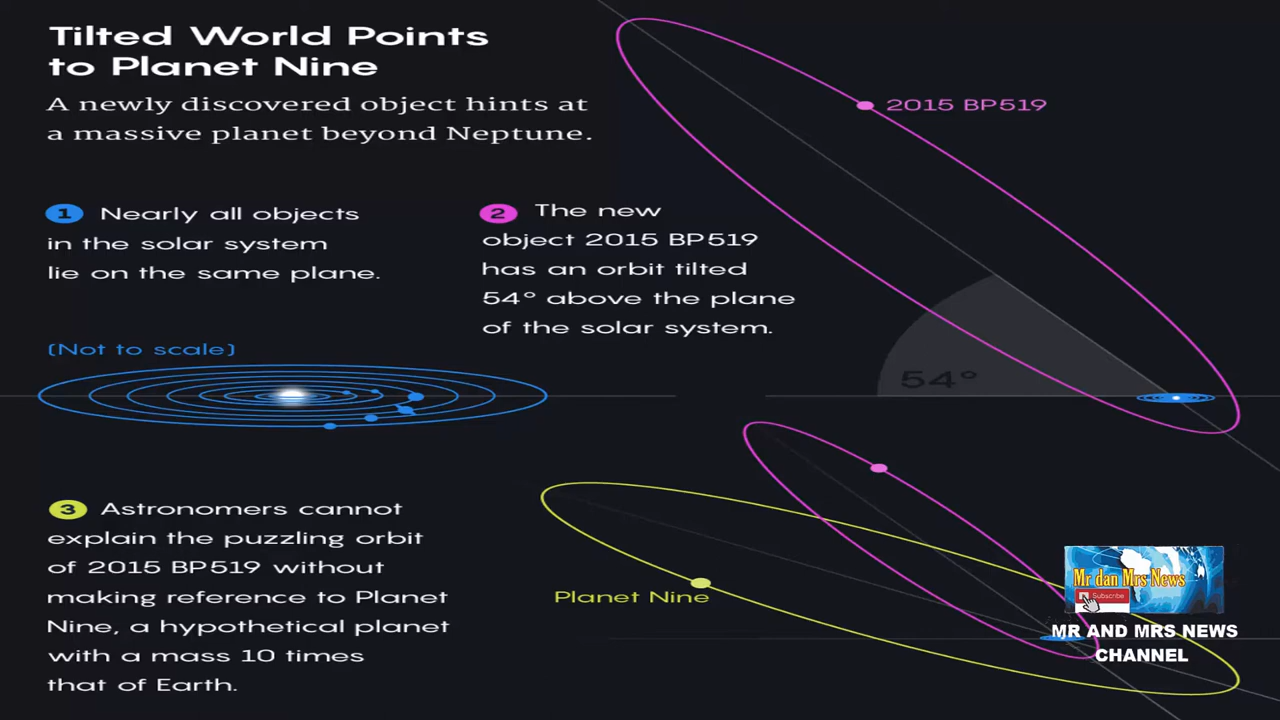 Tilted World Points
to Planet Nine
A newly discovered object hints at
a massive planet beyond Neptune.
2015 BP519
1 Nearly all objects
in the solar system
lie on the same plane.
2 The new
object 2015 BP519
has an orbit tilted
54° above the plane
of the solar system.
(Not to scale)
54°
3 Astronomers cannot
explain the puzzling orbit
of 2015 BP519 without
making reference to Planet
Nine, a hypothetical planet
with a mass 10 times
that of Earth.
Planet Nine
Mr dan Mrs News
Subscribe
MR AND MRS NEWS
CHANNEL